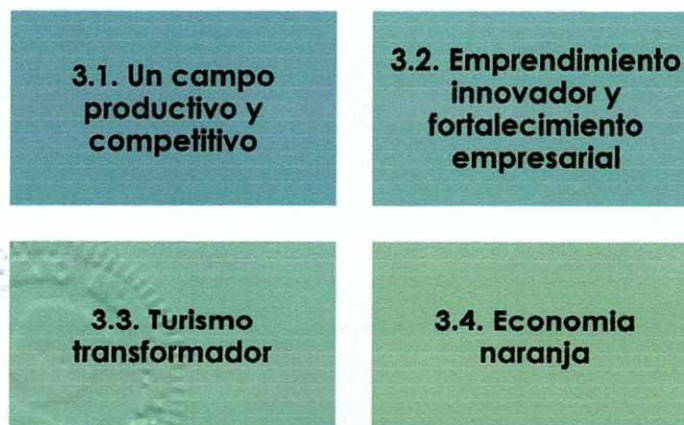 3.1. Un campo
productivo y
competitivo
3.2. Emprendimiento
innovador y
fortalecimiento
empresarial
3.3. Turismo
transformador
3.4. Economia
naranja